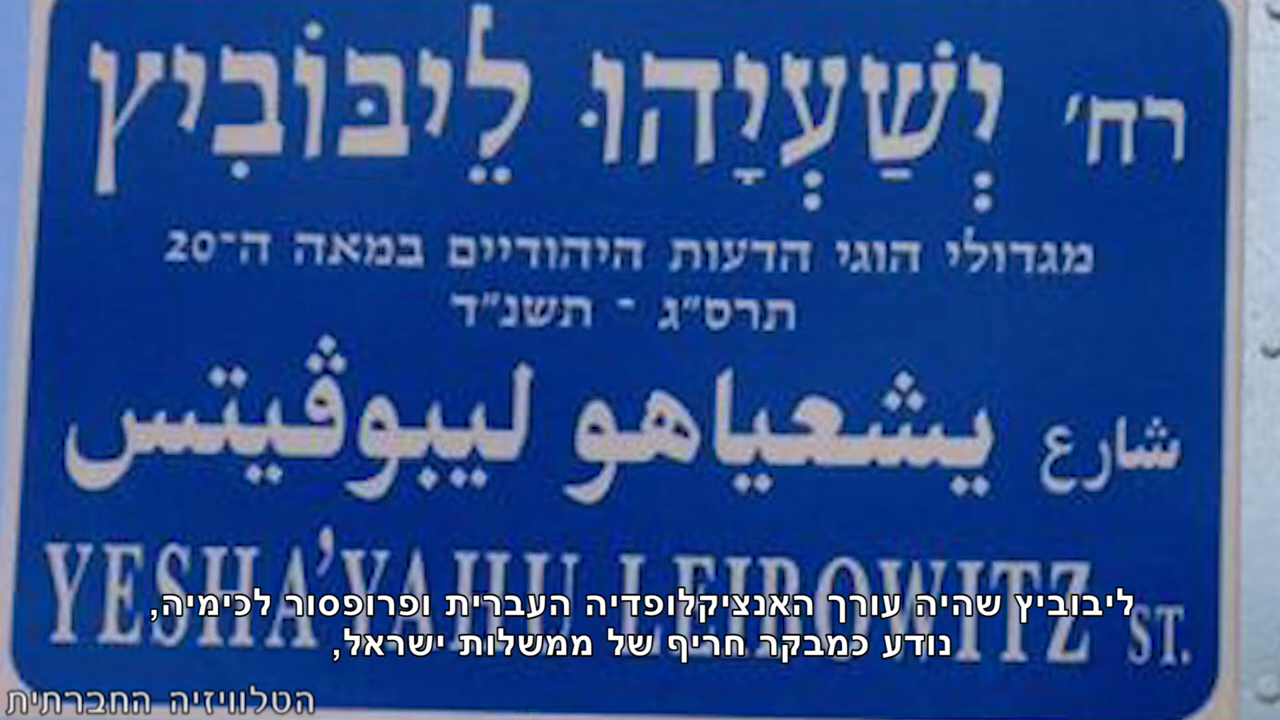 רח' יְשַׁעְיָהוּ לֵיבּוֹבִיץ
מגדולי הוגי הדעות היהודיים במאה ה־20
תרס"ג - תשנ"ד
شارع يشعياهو ليبوڤيتس
YESHA'YAHU LEIBOWITZ ST.
ליבוביץ שהיה עורך האנציקלופדיה העברית ופרופסור לכימיה,
נודע כמבקר חריף של ממשלות ישראל,
הטלוויזיה החברתית